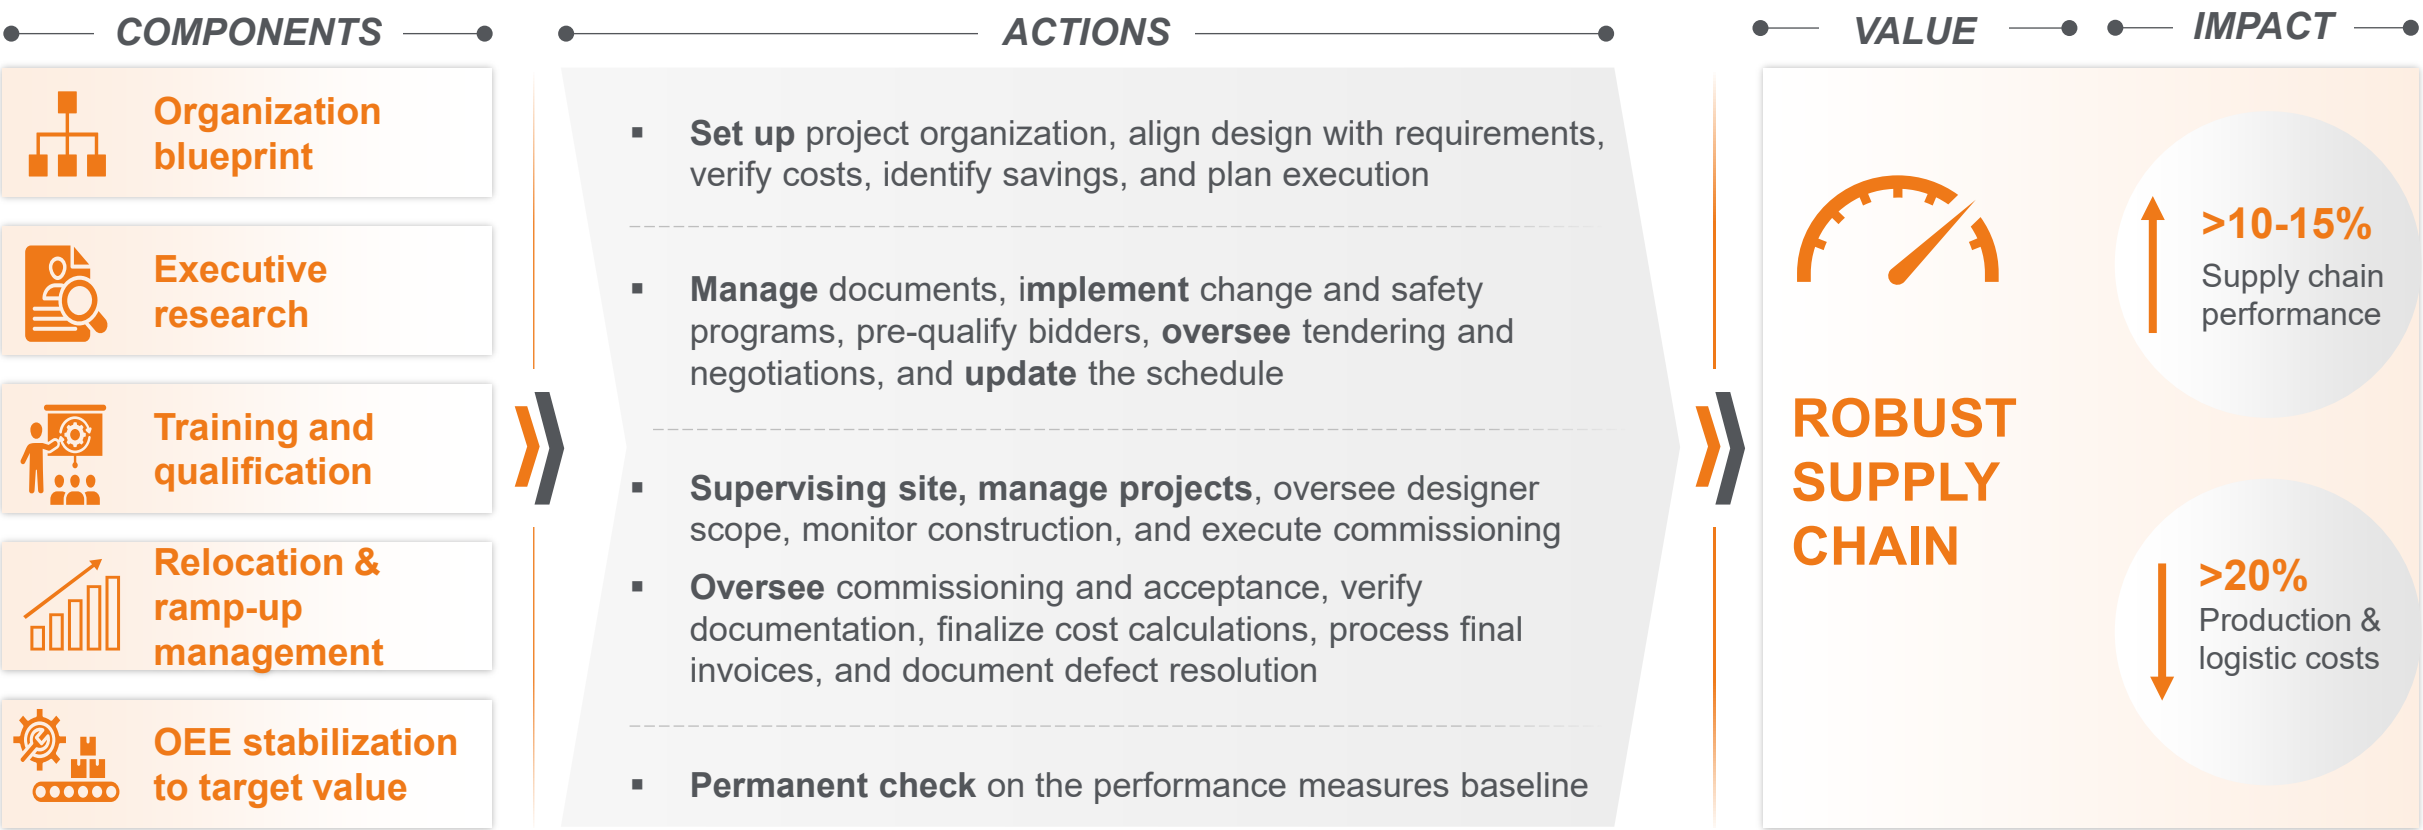 COMPONENTS
ACTIONS
VALUE
IMPACT
Organization
blueprint
Executive
research
Training and
qualification
Relocation &
ramp-up
management
OEE stabilization
to target value
▪ Set up project organization, align design with requirements,
verify costs, identify savings, and plan execution
▪ Manage documents, implement change and safety
programs, pre-qualify bidders, oversee tendering and
negotiations, and update the schedule
▪ Supervising site, manage projects, oversee designer
scope, monitor construction, and execute commissioning
▪ Oversee commissioning and acceptance, verify
documentation, finalize cost calculations, process final
invoices, and document defect resolution
▪ Permanent check on the performance measures baseline
ROBUST
SUPPLY
CHAIN
>10-15%
Supply chain
performance
>20%
Production &
logistic costs